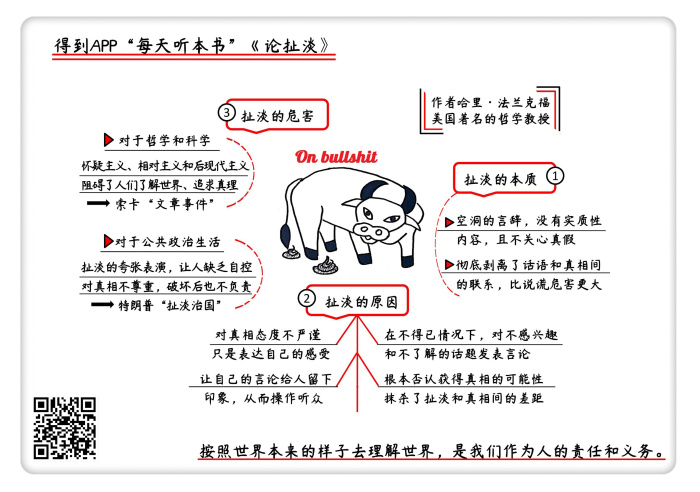 得到APP“每天听本书”《论扯淡》
作者哈里·法兰克福
美国著名的哲学教授
On bullshit
扯淡的本质 1
空洞的言辞，没有实质性
内容，且不关心真假
彻底剥离了话语和真相间
的联系，比说谎危害更大
2 扯淡的原因
对真相态度不严谨
只是表达自己的感受
让自己的言论给人留下
印象，从而操作听众
在不得已情况下，对不感兴趣
和不了解的话题发表言论
根本否认获得真相的可能性
抹杀了扯淡和真相间的差距
3 扯淡的危害
对于哲学和科学
怀疑主义、相对主义和后现代主义
阻碍了人们了解世界、追求真理
索卡“文章事件”
对于公共政治生活
扯淡的夸张表演，让人缺乏自控
对真相不尊重，破坏后也不负责
特朗普“扯淡治国”
按照世界本来的样子去理解世界，是我们作为人的责任和义务。